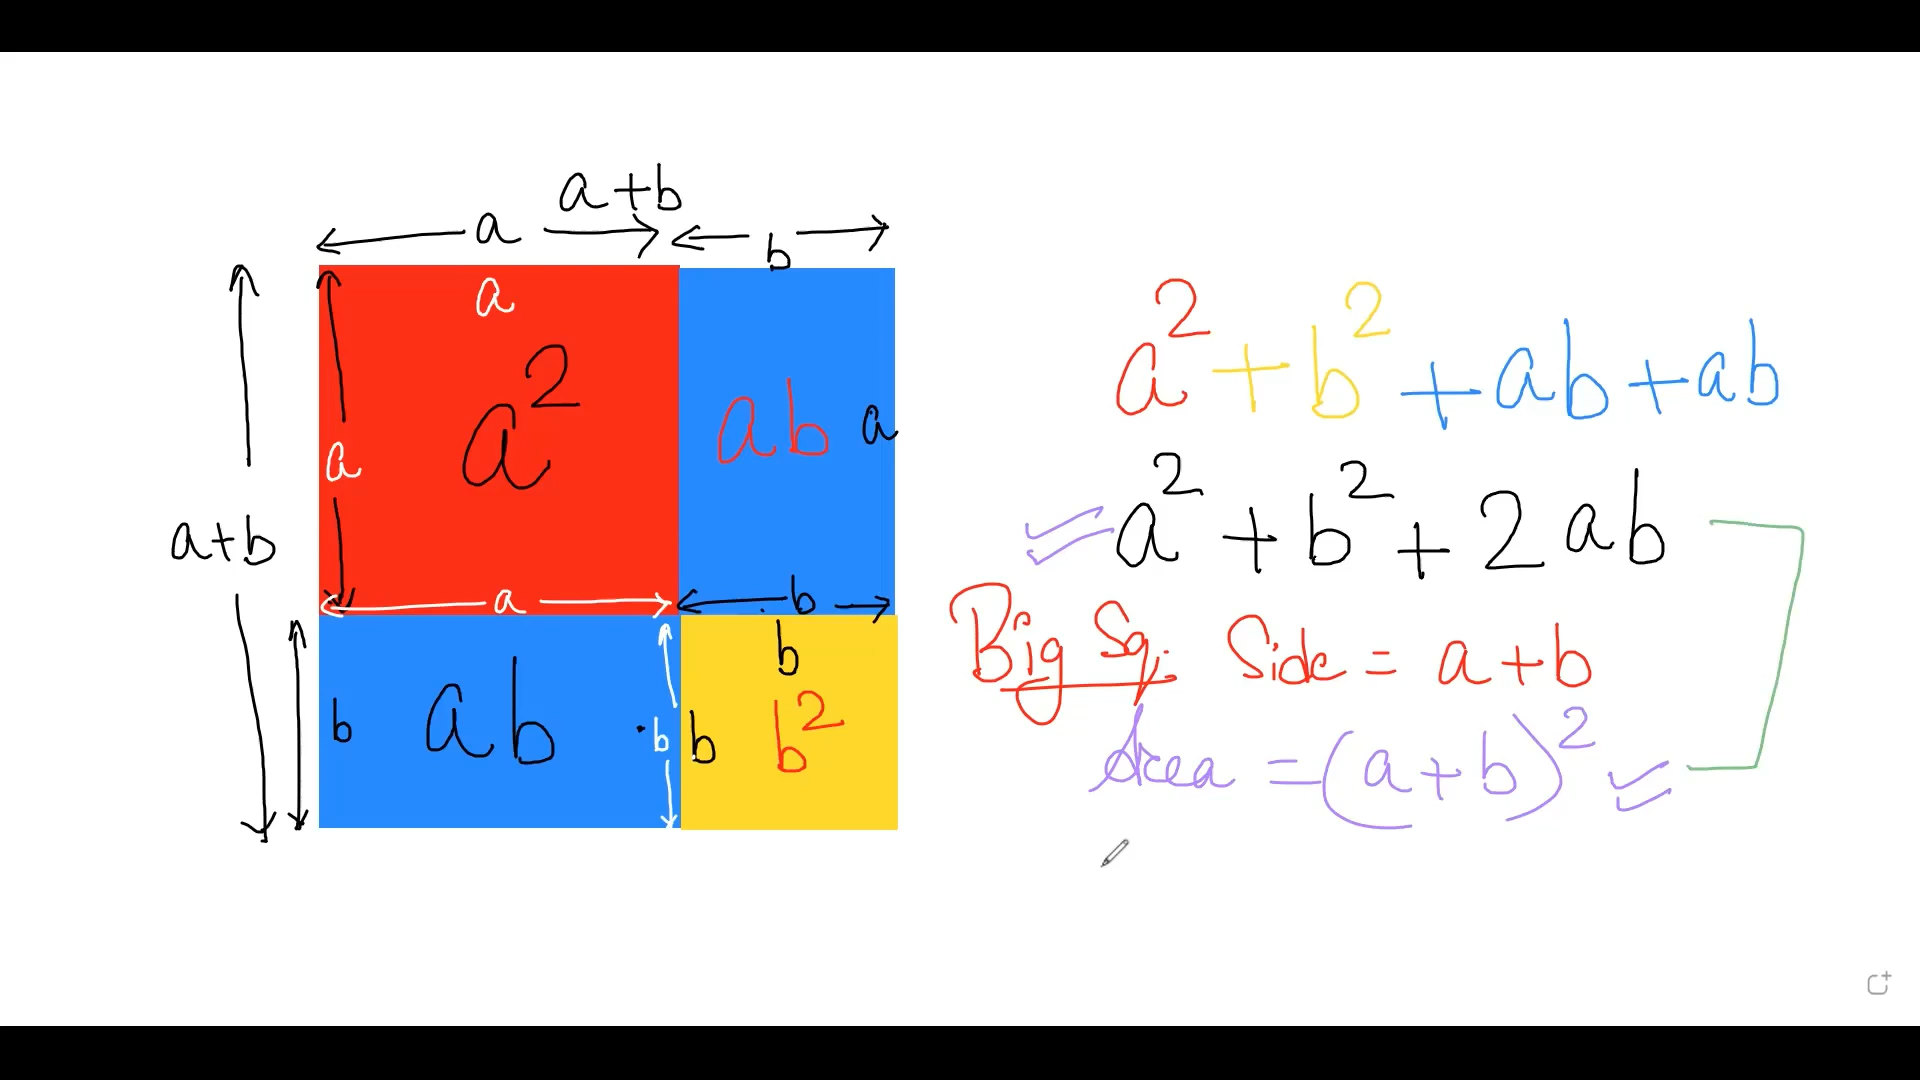 a+b
a
b
a
a²
ab
a
a
a+b
a
b
b
b
ab
b
b
b²
a² + b² + ab + ab
a² + b² + 2ab
Big Sq. Side = a+b
Area = (a+b)²